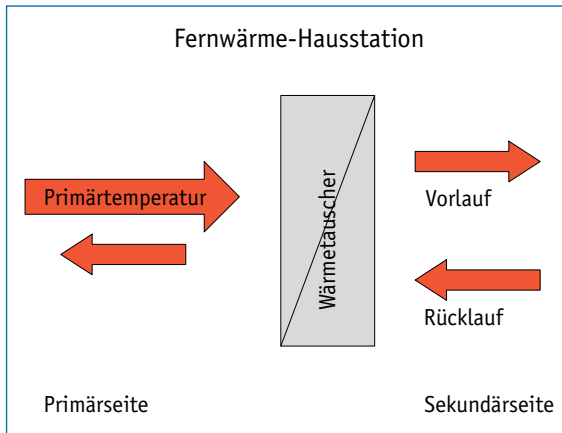 Fernwärme-Hausstation
Primärtemperatur
Wärmetauscher
Vorlauf
Rücklauf
Primärseite
Sekundärseite